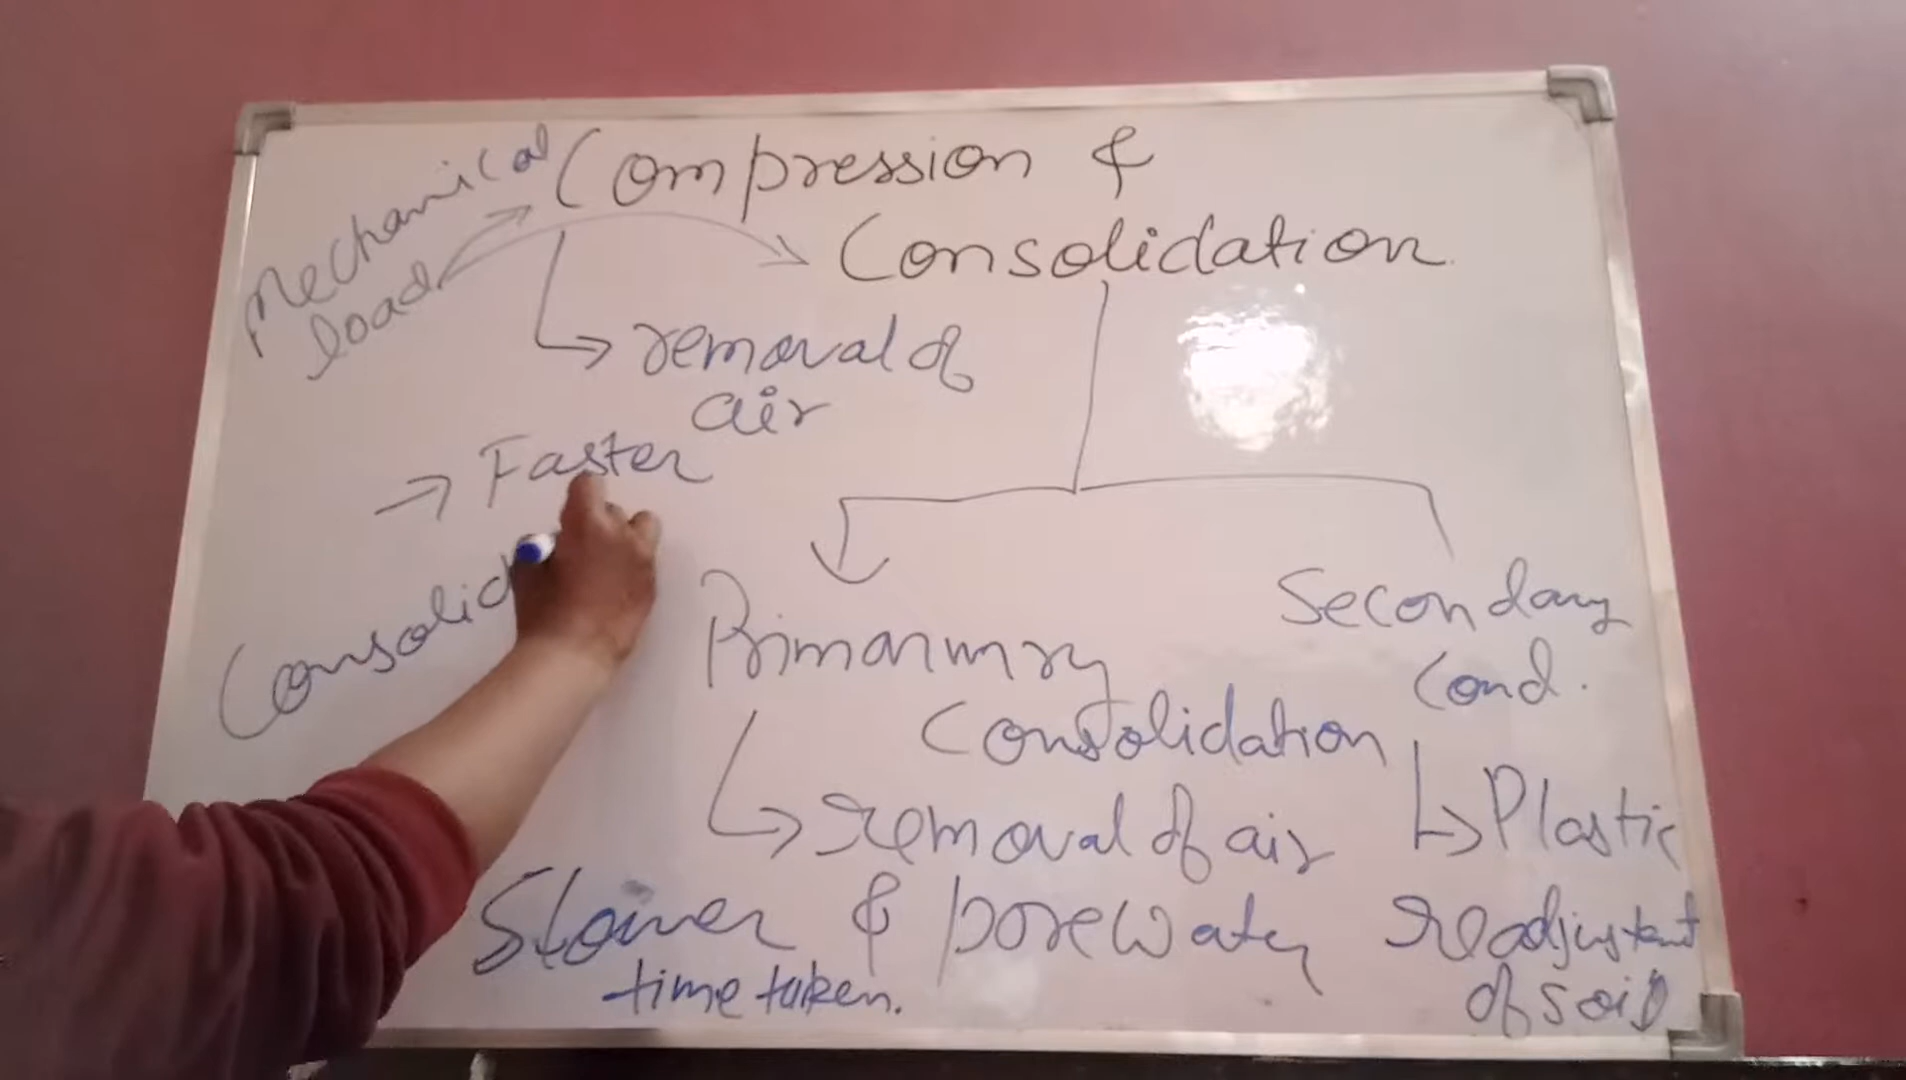 Mechanical
load
Compression &
Consolidation
removal of
air
→ Faster
Consolid
Primarmry
Consolidation
removal of air
& porewater
Slower
time taken.
Secondary
Cond.
Plastic
readjustent
of soil